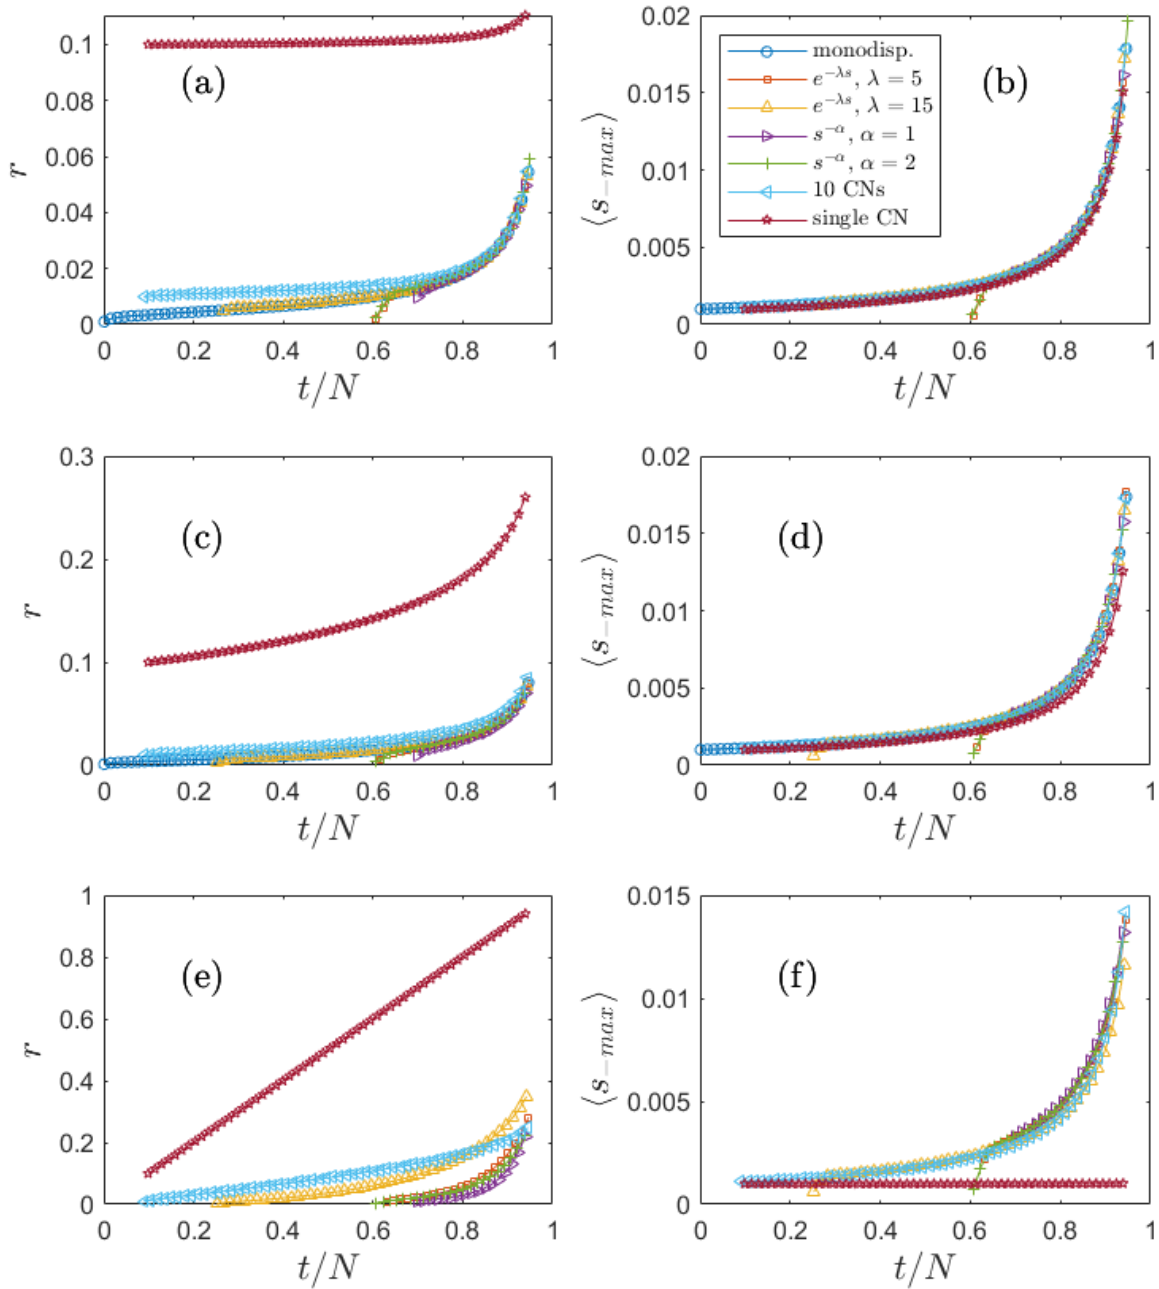 0.1
0.08
0.06
0.04
0.02
0
r
(a)
0 0.2 0.4 0.6 0.8 1
t/N
0.02
0.015
0.01
0.005
0
⟨s₋max⟩
monodisp.
e^{-λs}, λ = 5
e^{-λs}, λ = 15
s^{-α}, α = 1
s^{-α}, α = 2
10 CNs
single CN
(b)
0 0.2 0.4 0.6 0.8 1
t/N
0.3
0.2
0.1
0
r
(c)
0 0.2 0.4 0.6 0.8 1
t/N
0.02
0.015
0.01
0.005
0
⟨s₋max⟩
(d)
0 0.2 0.4 0.6 0.8 1
t/N
1
0.8
0.6
0.4
0.2
0
r
(e)
0 0.2 0.4 0.6 0.8 1
t/N
0.015
0.01
0.005
0
⟨s₋max⟩
(f)
0 0.2 0.4 0.6 0.8 1
t/N